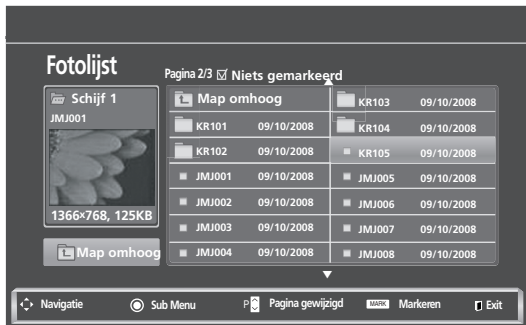 Fotolijst
Pagina 2/3 Niets gemarkeerd
Schijf 1
JMJ001
1366×768, 125KB
Map omhoog
Map omhoog
KR101 09/10/2008
KR102 09/10/2008
JMJ001 09/10/2008
JMJ002 09/10/2008
JMJ003 09/10/2008
JMJ004 09/10/2008
KR103 09/10/2008
KR104 09/10/2008
KR105 09/10/2008
JMJ005 09/10/2008
JMJ006 09/10/2008
JMJ007 09/10/2008
JMJ008 09/10/2008
Navigatie Sub Menu P Pagina gewijzigd MARK Markeren Exit